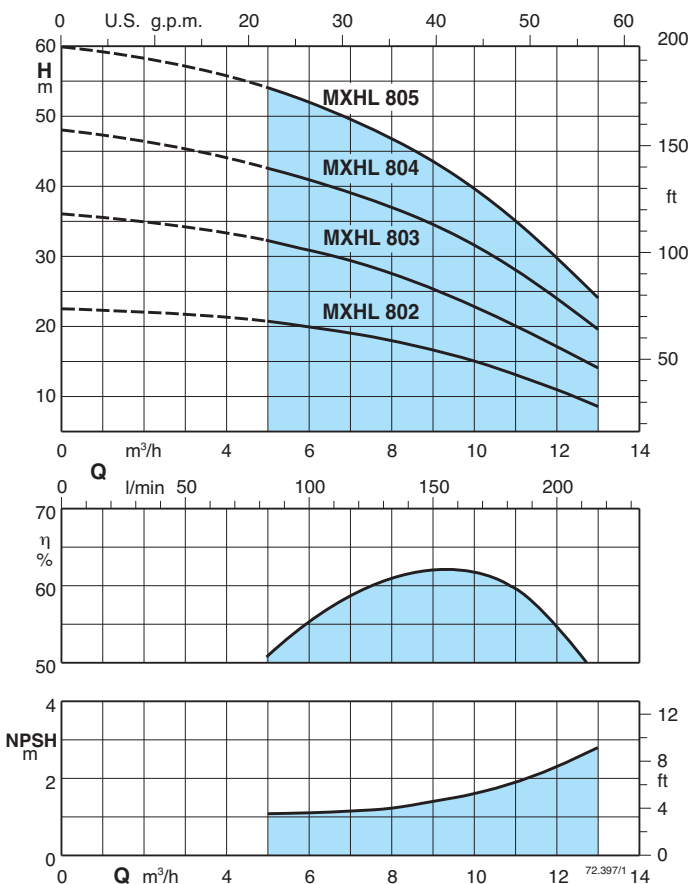 0 U.S. g.p.m. 20 30 40 50 60
60 200
H
m
MXHL 805
50
150
MXHL 804
40
ft
MXHL 803
30 100
MXHL 802
20
50
10
0 m³/h 4 6 8 10 12 14
Q
0 l/min 50 100 150 200
70
η
%
60
50
4
12
NPSH
m
8
ft
2
4
0 0
72.397/1
0 Q m³/h 4 6 8 10 12 14